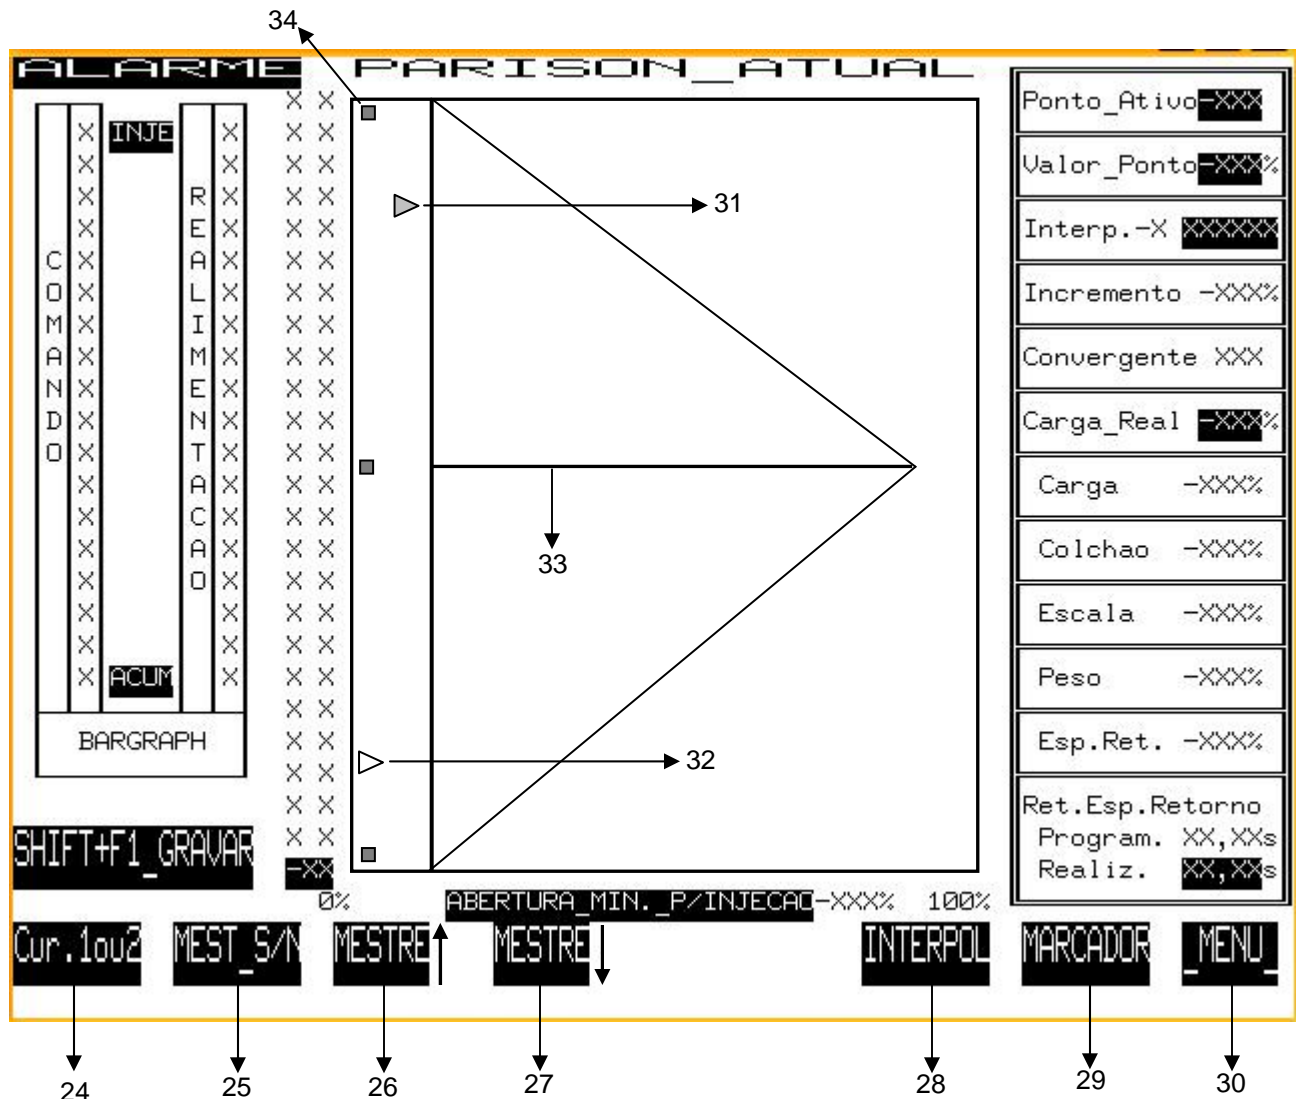 34
ALARME PARISON_ATUAL
X X
X INJE X X X
X X X X
X R X X X
X E X X X
C X A X X X
O X L X X X
M X I X X X
A X M X X X
N X E X X X
D X N X X X
O X T X X X
X A X X X
X C X X X
X A X X X
X O X X X
X X X X
X X X X
X ACUM X X X
X X
BARGRAPH X X
X X
X X
SHIFT+F1_GRAVAR X X
-XX
0% ABERTURA_MIN._P/INJECAO-XXX% 100%
31
33
32
Ponto_Ativo-XXX
Valor_Ponto-XXX%
Interp.-X XXXXXX
Incremento -XXX%
Convergente XXX
Carga_Real -XXX%
Carga -XXX%
Colchao -XXX%
Escala -XXX%
Peso -XXX%
Esp.Ret. -XXX%
Ret.Esp.Retorno
Program. XX,XXs
Realiz. XX,XXs
Cur.1ou2 MEST_S/N MESTRE MESTRE INTERPOL MARCADOR _MENU_
24 25 26 27 28 29 30